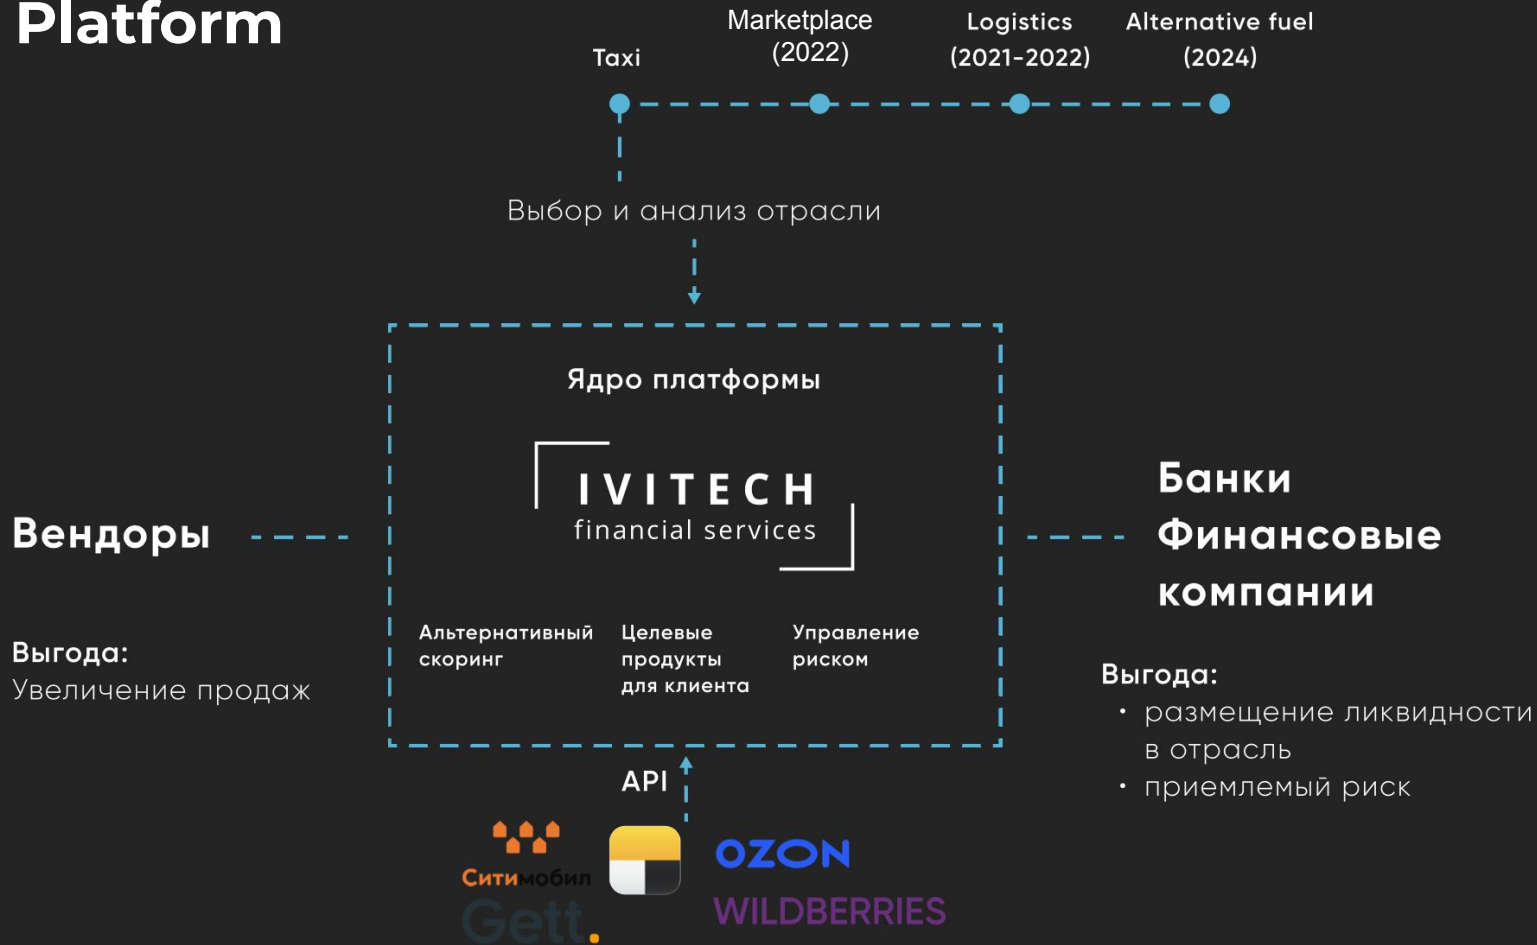 Platform
Taxi
Marketplace
(2022)
Logistics
(2021-2022)
Alternative fuel
(2024)
Выбор и анализ отрасли
Ядро платформы
IVITECH
financial services
Альтернативный
скоринг
Целевые
продукты
для клиента
Управление
риском
Вендоры
Выгода:
Увеличение продаж
Банки
Финансовые
компании
Выгода:
• размещение ликвидности
в отрасль
• приемлемый риск
API
Ситимобил
Gett.
OZON
WILDBERRIES